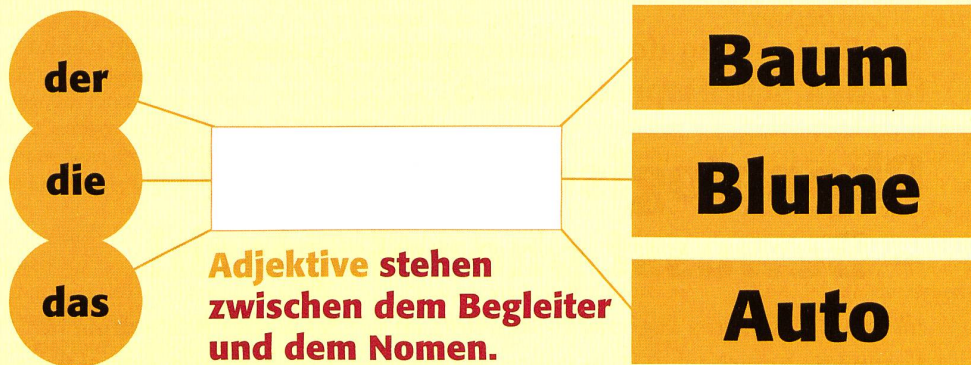 der
die
das
Adjektive stehen
zwischen dem Begleiter
und dem Nomen.
Baum
Blume
Auto